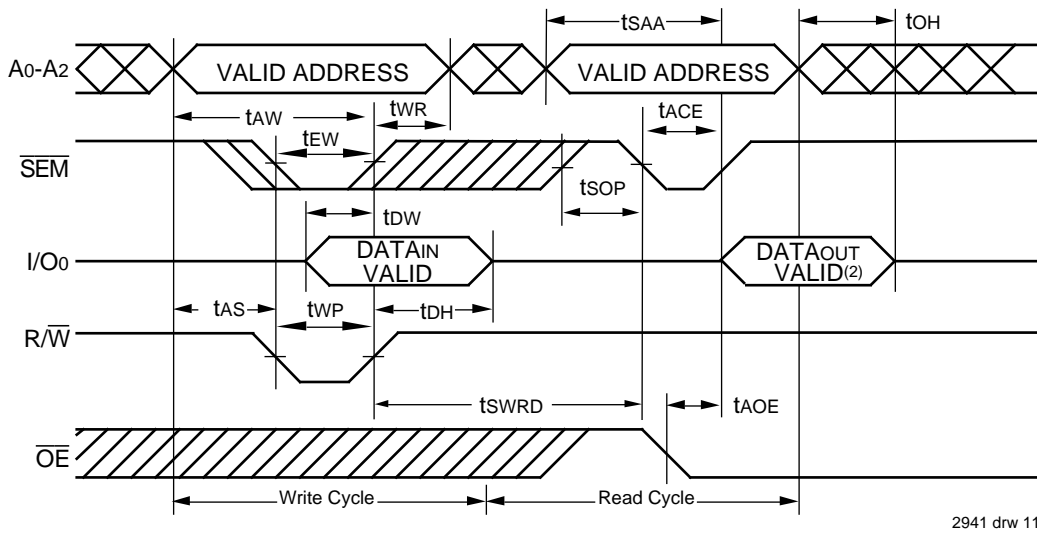 tSAA
tOH
A0-A2
VALID ADDRESS
VALID ADDRESS
tAW
tWR
tACE
tEW
SEM
tSOP
tDW
I/O0
DATAIN
VALID
DATAOUT
VALID(2)
tAS
tWP
tDH
R/W
tSWRD
tAOE
OE
Write Cycle
Read Cycle
2941 drw 11